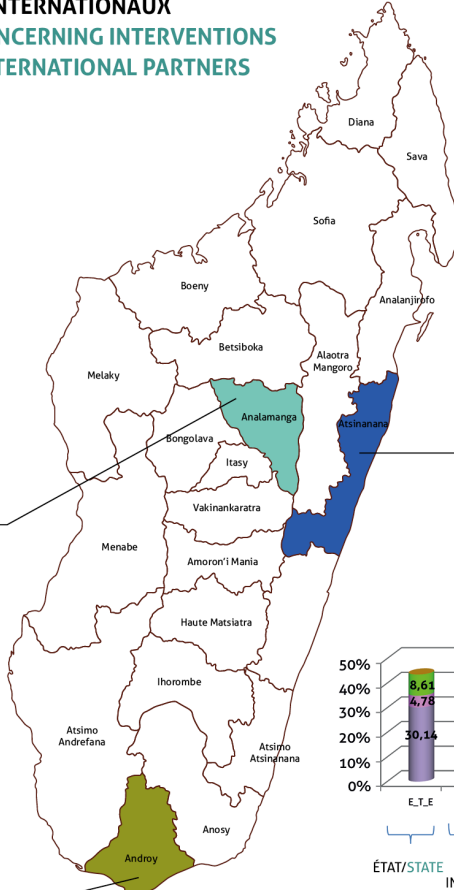 NTERNATIONAUX
NCERNING INTERVENTIONS
TERNATIONAL PARTNERS
Diana
Sava
Sofia
Boeny
Analanjirofo
Betsiboka
Alaotra
Mangoro
Melaky
Analamanga
Atsinanana
Bongolava
Itasy
Vakinankaratra
Menabe
Amoron'i Mania
Haute Matsiatra
Ihorombe
Atsimo
Andrefana
Atsimo
Atsinanana
Anosy
Androy
50%
40%
30%
20%
10%
0%
8,61
4,78
30,14
E_T_E
ÉTAT/STATE
IN